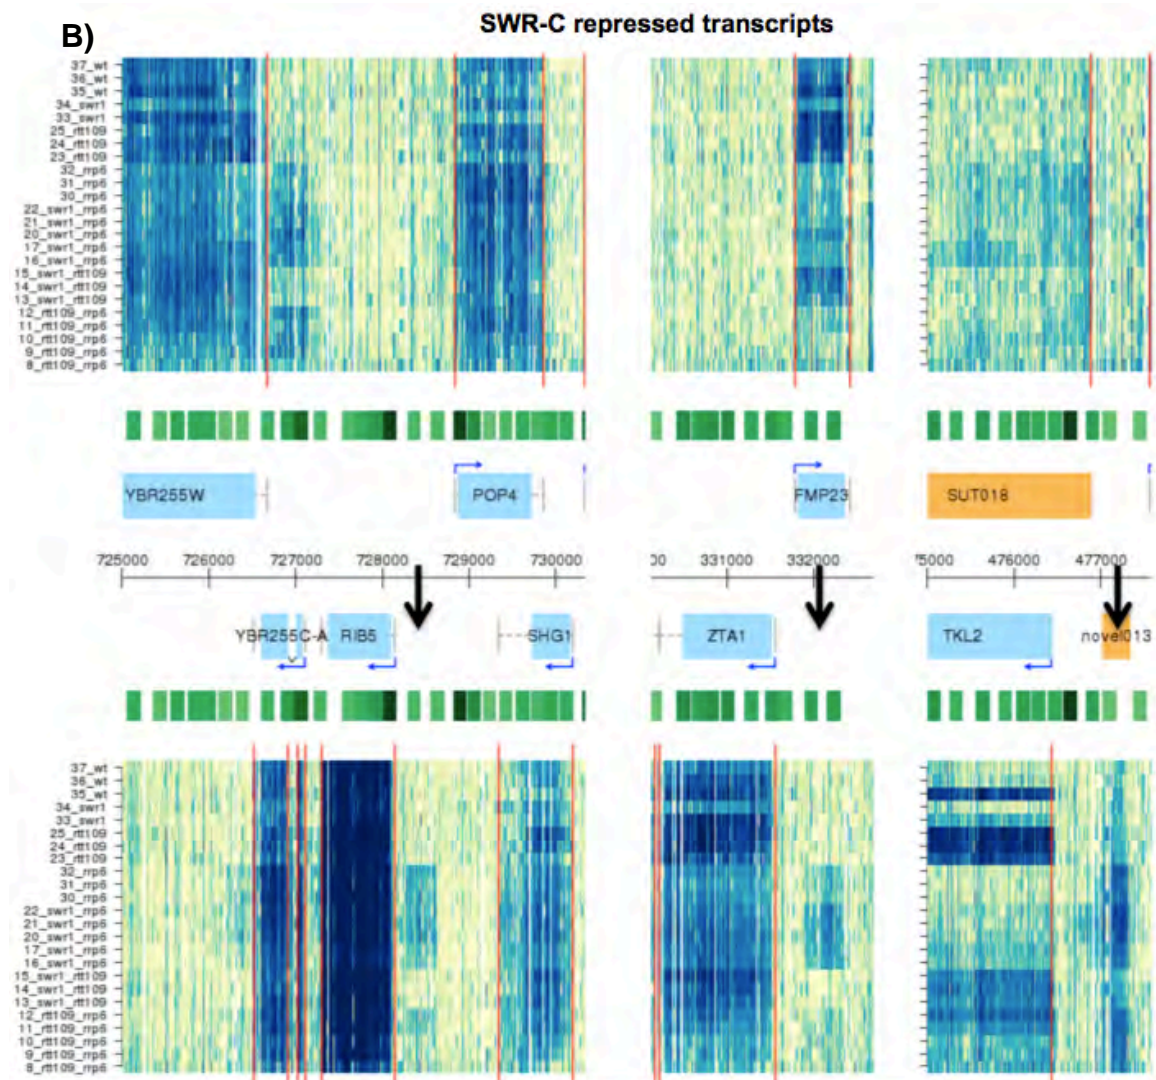 B)
SWR-C repressed transcripts
37_wt
36_wt
35_wt
34_swr1
33_swr1
25_rtt109
24_rtt109
23_rtt109
32_rrp6
31_rrp6
30_rrp6
22_swr1_rrp6
21_swr1_rrp6
20_swr1_rrp6
17_swr1_rrp6
16_swr1_rrp6
15_swr1_rtt109
14_swr1_rtt109
13_swr1_rtt109
12_rtt109_rrp6
11_rtt109_rrp6
10_rtt109_rrp6
9_rtt109_rrp6
8_rtt109_rrp6
YBR255W POP4 FMP23 SUT018
725000 726000 727000 728000 729000 730000 00 331000 332000 75000 476000 477000
YBR255C-A RIB5 SHG1 ZTA1 TKL2 novel013
37_wt
36_wt
35_wt
34_swr1
33_swr1
25_rtt109
24_rtt109
23_rtt109
32_rrp6
31_rrp6
30_rrp6
22_swr1_rrp6
21_swr1_rrp6
20_swr1_rrp6
17_swr1_rrp6
16_swr1_rrp6
15_swr1_rtt109
14_swr1_rtt109
13_swr1_rtt109
12_rtt109_rrp6
11_rtt109_rrp6
10_rtt109_rrp6
9_rtt109_rrp6
8_rtt109_rrp6